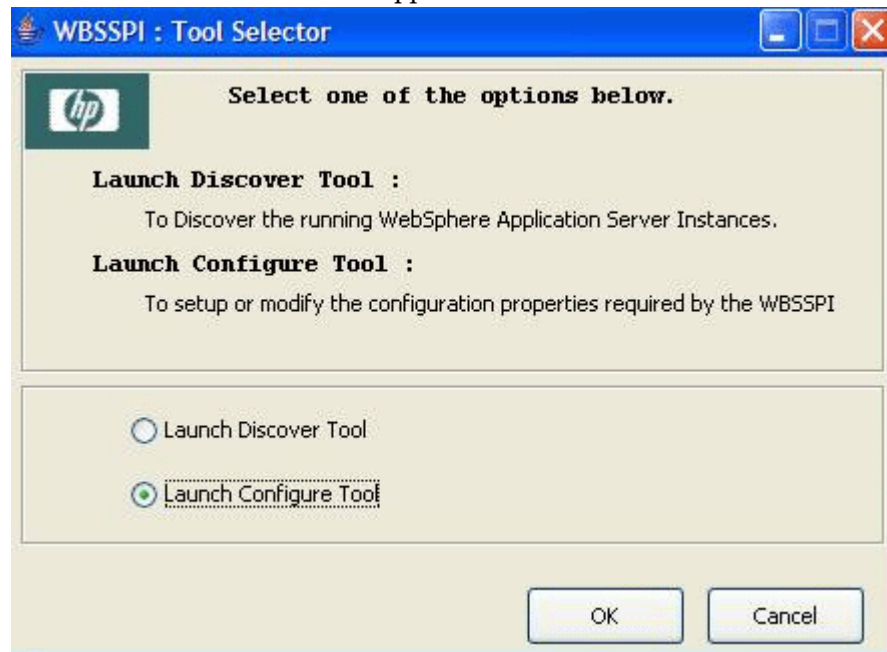 WBSSPI : Tool Selector
hp
Select one of the options below.
Launch Discover Tool :
To Discover the running WebSphere Application Server Instances.
Launch Configure Tool :
To setup or modify the configuration properties required by the WBSSPI
Launch Discover Tool
Launch Configure Tool
OK
Cancel